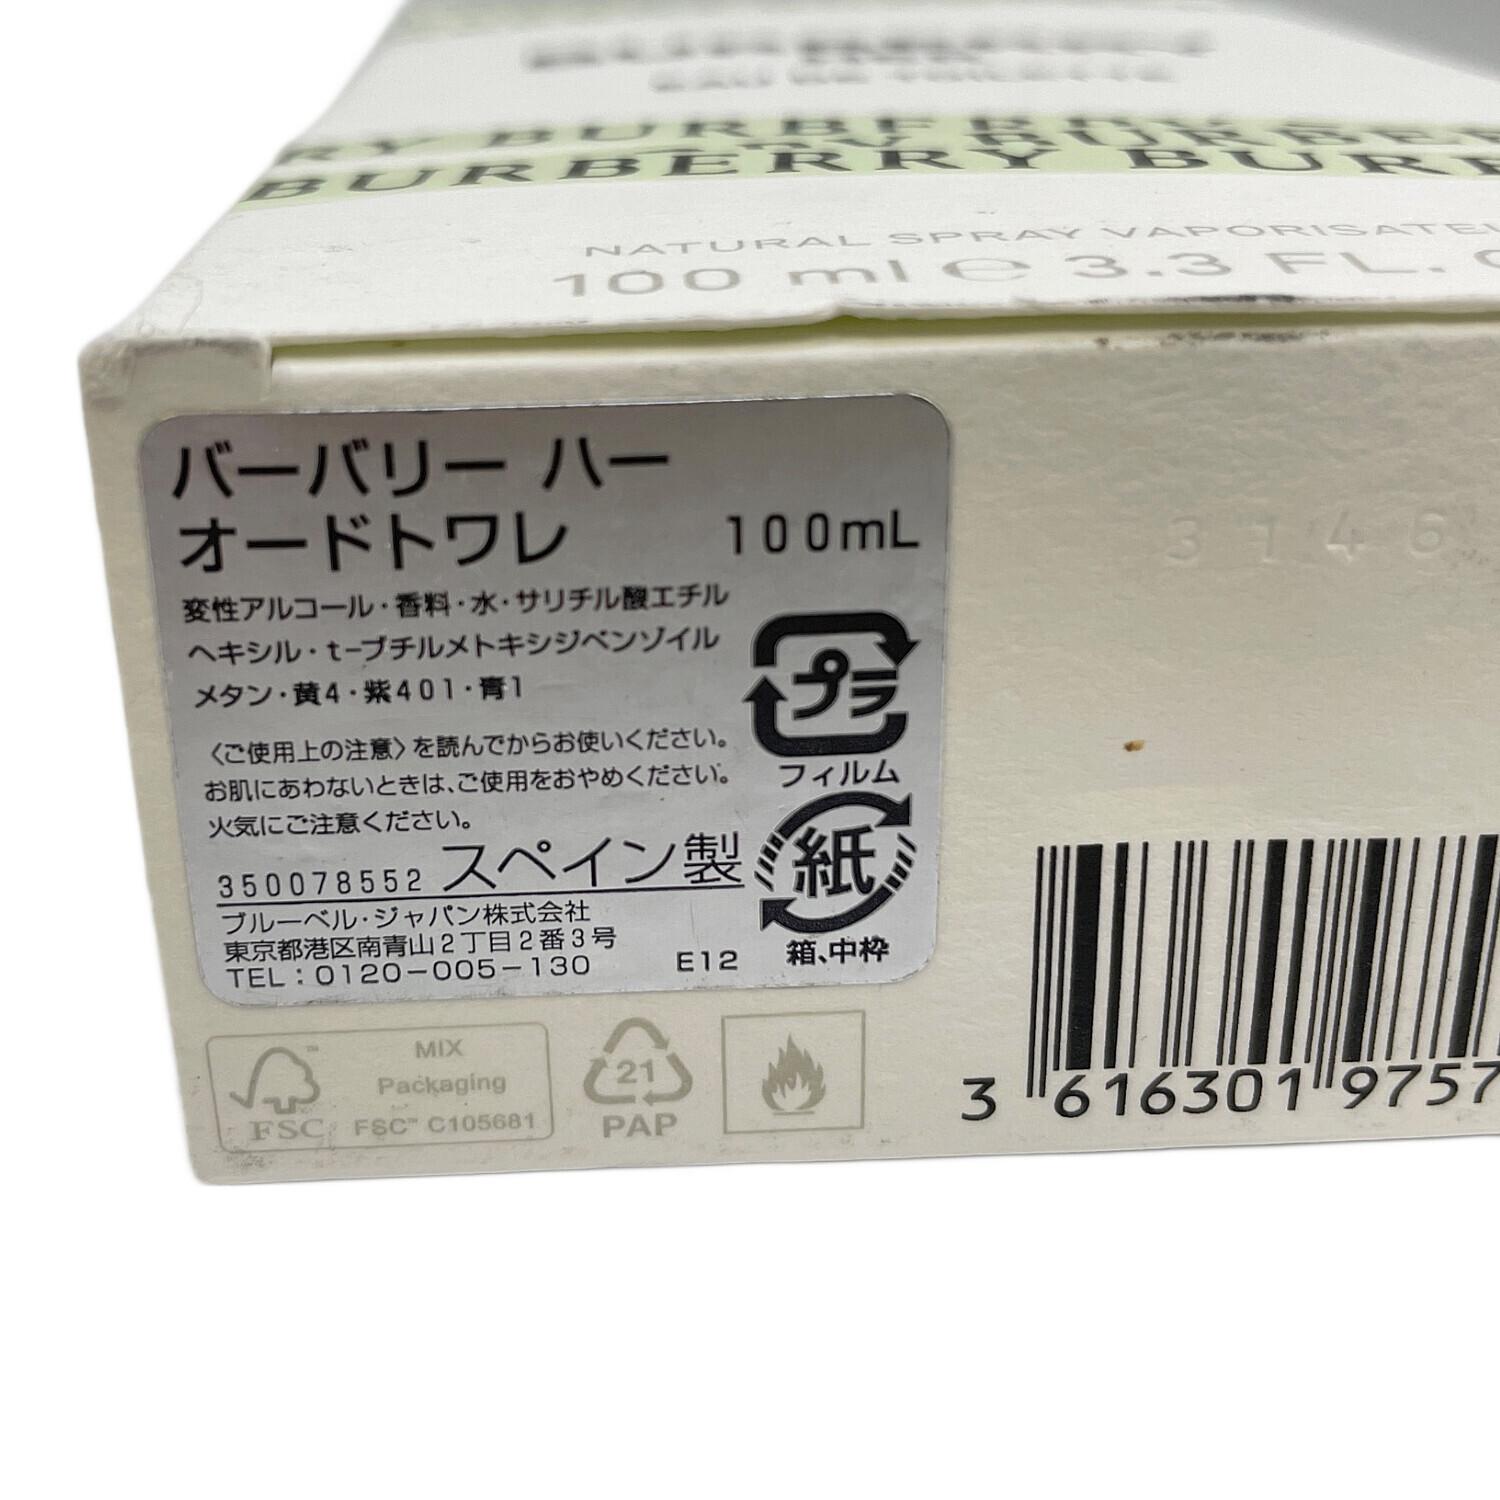 EAU DE TOILETTE
RY BURBERRY
BURBERRY BUR
NATURAL SPRAY VAPORISATEU
100 ml e 3.3 FL.
バーバリー ハー
オードトワレ 100mL
変性アルコール・香料・水・サリチル酸エチル
ヘキシル・t−ブチルメトキシジベンゾイル
メタン・黄4・紫401・青1
〈ご使用上の注意〉を読んでからお使いください。
お肌にあわないときは、ご使用をおやめください。
火気にご注意ください。
350078552 スペイン製
ブルーベル・ジャパン株式会社
東京都港区南青山2丁目2番3号
TEL:0120−005−130 E12
プラ
フィルム
紙
箱、中枠
3146
MIX
Packaging
FSC™ C105681
FSC
21
PAP
3 616301 9757